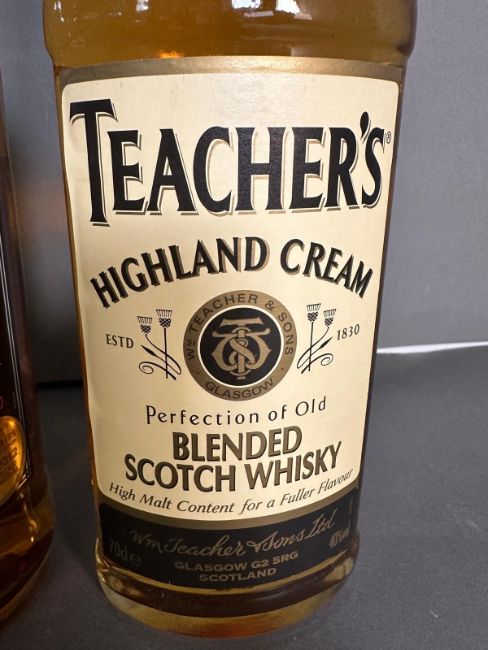 TEACHER'S®
HIGHLAND CREAM
Wm TEACHER & SONS
GLASGOW
ESTD 1830
Perfection of Old
BLENDED
SCOTCH WHISKY
High Malt Content for a Fuller Flavour
Wm Teacher & Sons Ltd.
70cl e GLASGOW G2 5RG 40%vol
SCOTLAND